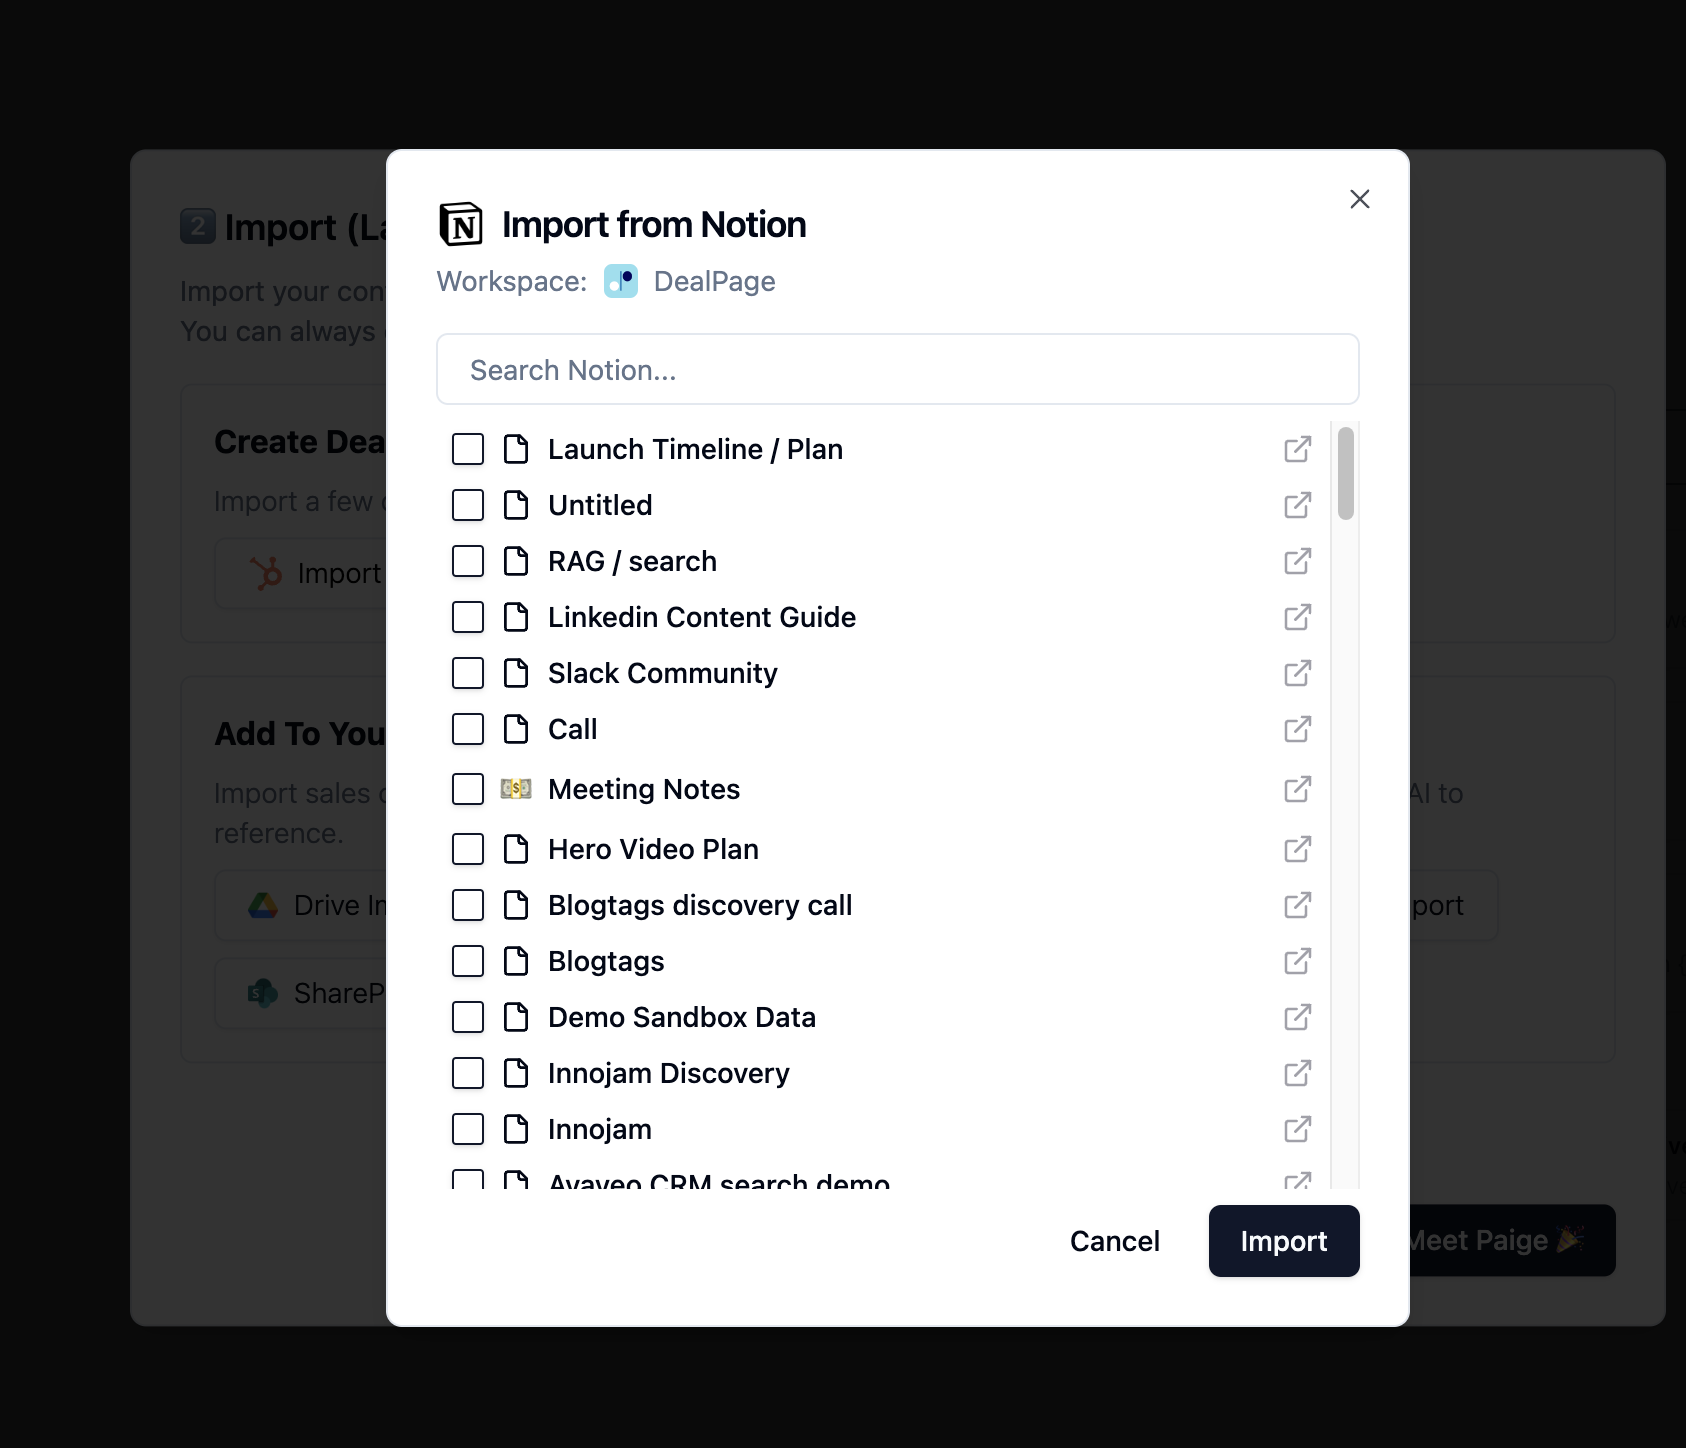 2 Import (La
Import your con
You can always
Create Dea
Import a few
Import
Add To You
Import sales
reference.
AI to
Drive In
port
ShareP
Meet Paige 🎉
Import from Notion
Workspace: DealPage
Search Notion...
Launch Timeline / Plan
Untitled
RAG / search
Linkedin Content Guide
Slack Community
Call
Meeting Notes
Hero Video Plan
Blogtags discovery call
Blogtags
Demo Sandbox Data
Innojam Discovery
Innojam
Avaveo CRM search demo
Cancel
Import